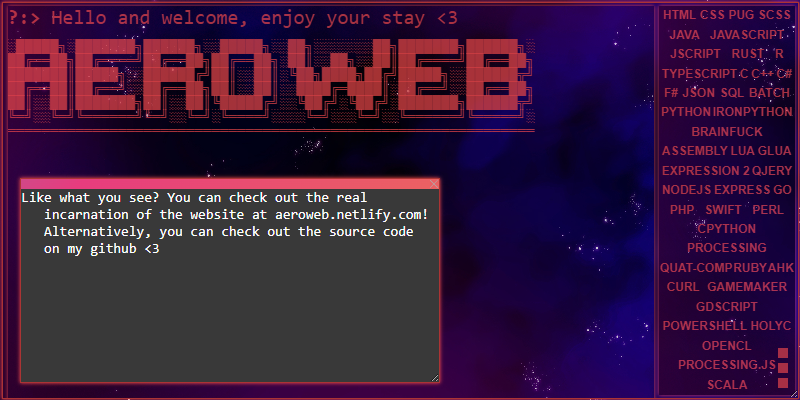 ?:> Hello and welcome, enjoy your stay <3
AERO WEB
Like what you see? You can check out the real
incarnation of the website at aeroweb.netlify.com!
Alternatively, you can check out the source code
on my github <3
HTML CSS PUG SCSS
JAVA JAVASCRIPT
JSCRIPT RUST R
TYPESCRIPT C C++ C#
F# JSON SQL BATCH
PYTHON IRONPYTHON
BRAINFUCK
ASSEMBLY LUA GLUA
EXPRESSION 2 QJERY
NODEJS EXPRESS GO
PHP SWIFT PERL
CPYTHON
PROCESSING
QUAT-COMP RUBY AHK
CURL GAMEMAKER
GDSCRIPT
POWERSHELL HOLYC
OPENCL
PROCESSING.JS
SCALA